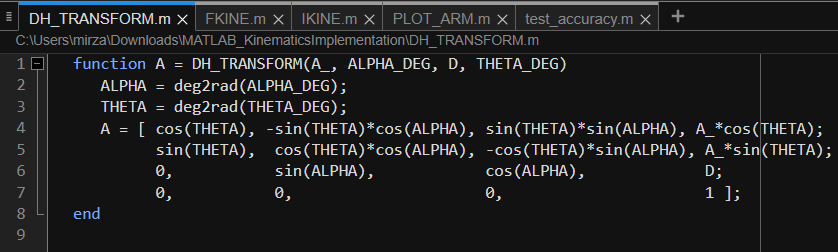 DH_TRANSFORM.m FKINE.m IKINE.m PLOT_ARM.m test_accuracy.m
C:\Users\mirza\Downloads\MATLAB_KinematicsImplementation\DH_TRANSFORM.m
1 function A = DH_TRANSFORM(A_, ALPHA_DEG, D, THETA_DEG)
2 ALPHA = deg2rad(ALPHA_DEG);
3 THETA = deg2rad(THETA_DEG);
4 A = [ cos(THETA), -sin(THETA)*cos(ALPHA), sin(THETA)*sin(ALPHA), A_*cos(THETA);
5 sin(THETA), cos(THETA)*cos(ALPHA), -cos(THETA)*sin(ALPHA), A_*sin(THETA);
6 0, sin(ALPHA), cos(ALPHA), D;
7 0, 0, 0, 1 ];
8 end
9